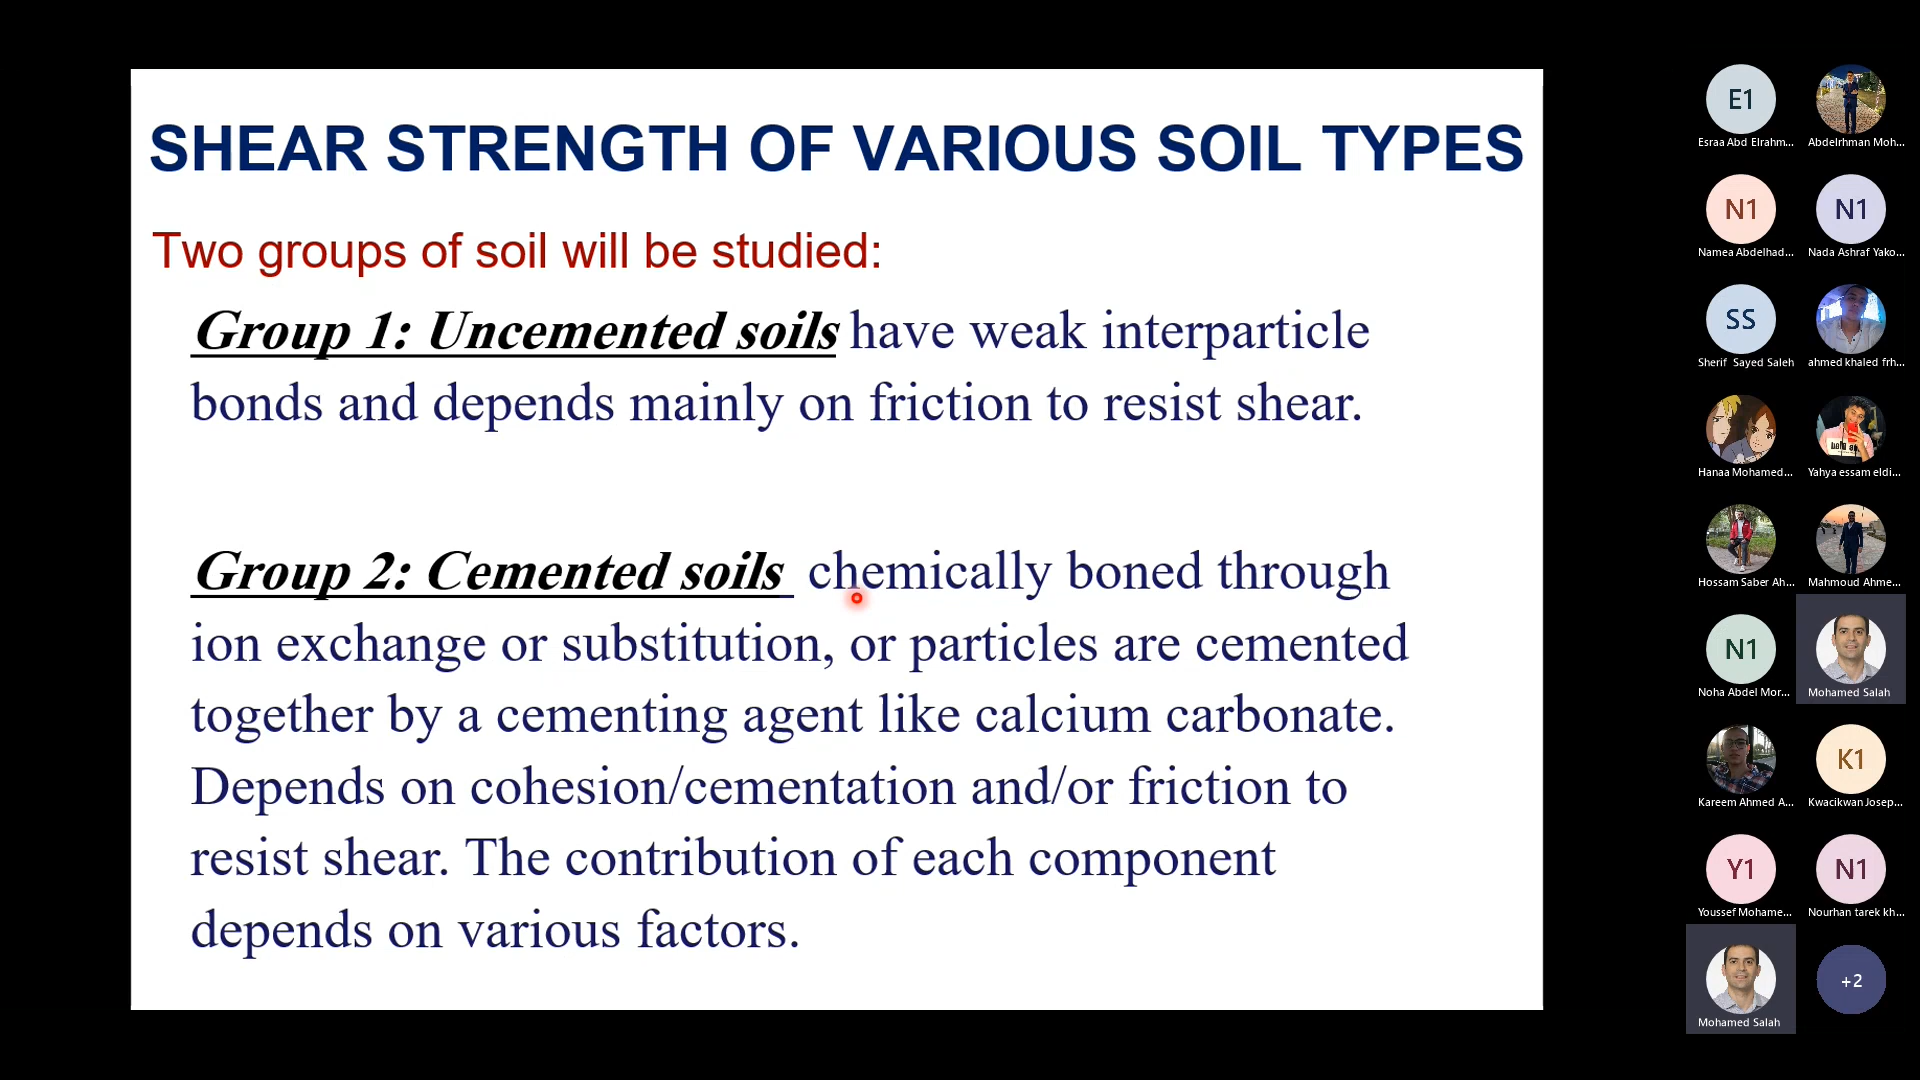 SHEAR STRENGTH OF VARIOUS SOIL TYPES
Two groups of soil will be studied:
Group 1: Uncemented soils have weak interparticle
bonds and depends mainly on friction to resist shear.
Group 2: Cemented soils chemically boned through
ion exchange or substitution, or particles are cemented
together by a cementing agent like calcium carbonate.
Depends on cohesion/cementation and/or friction to
resist shear. The contribution of each component
depends on various factors.
E1
Esraa Abd Elrahm...
Abdelrhman Moh...
N1
Namea Abdelhad...
N1
Nada Ashraf Yako...
SS
Sherif Sayed Saleh
ahmed khaled frh...
Hanaa Mohamed...
Yahya essam eldi...
Hossam Saber Ah...
Mahmoud Ahme...
N1
Noha Abdel Mor...
Mohamed Salah
Kareem Ahmed A...
K1
Kwacikwan Josep...
Y1
Youssef Mohame...
N1
Nourhan tarek kh...
Mohamed Salah
+2